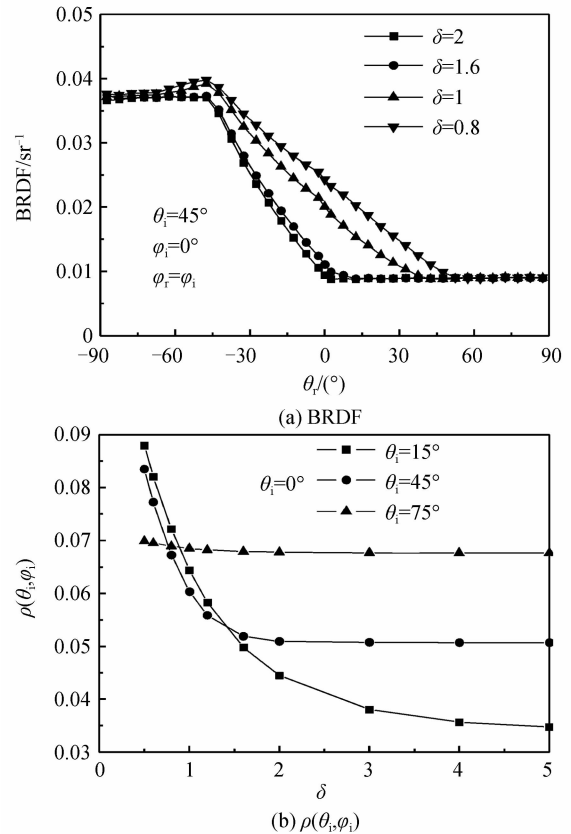 0.05
0.04
0.03
0.02
0.01
0
BRDF/sr⁻¹
δ=2
δ=1.6
δ=1
δ=0.8
θi=45°
φi=0°
φr=φi
−90 −60 −30 0 30 60 90
θr/(°)
(a) BRDF
0.09
0.08
0.07
0.06
0.05
0.04
0.03
ρ(θi,φi)
θi=0°
θi=15°
θi=45°
θi=75°
0 1 2 3 4 5
δ
(b) ρ(θi,φi)